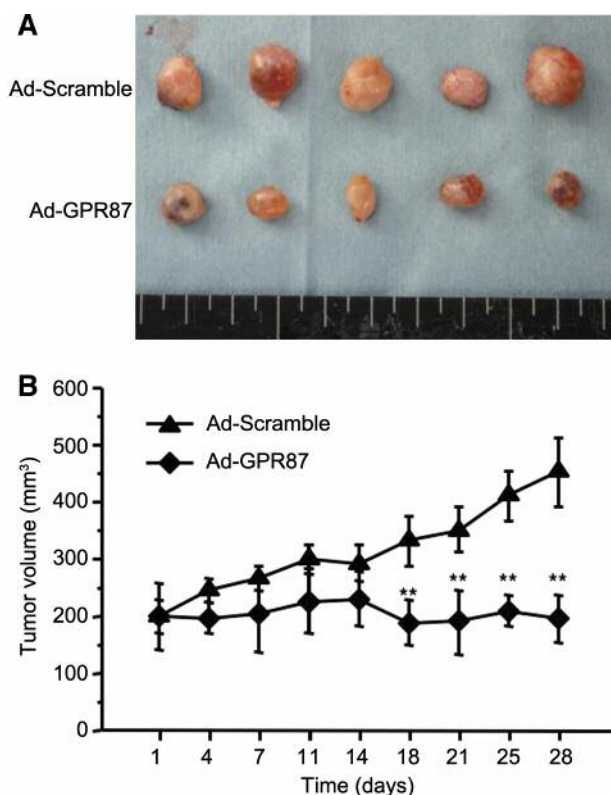 A
Ad-Scramble
Ad-GPR87
B
600
500
400
300
200
100
0
Tumor volume (mm³)
Ad-Scramble
Ad-GPR87
** ** ** **
1 4 7 11 14 18 21 25 28
Time (days)